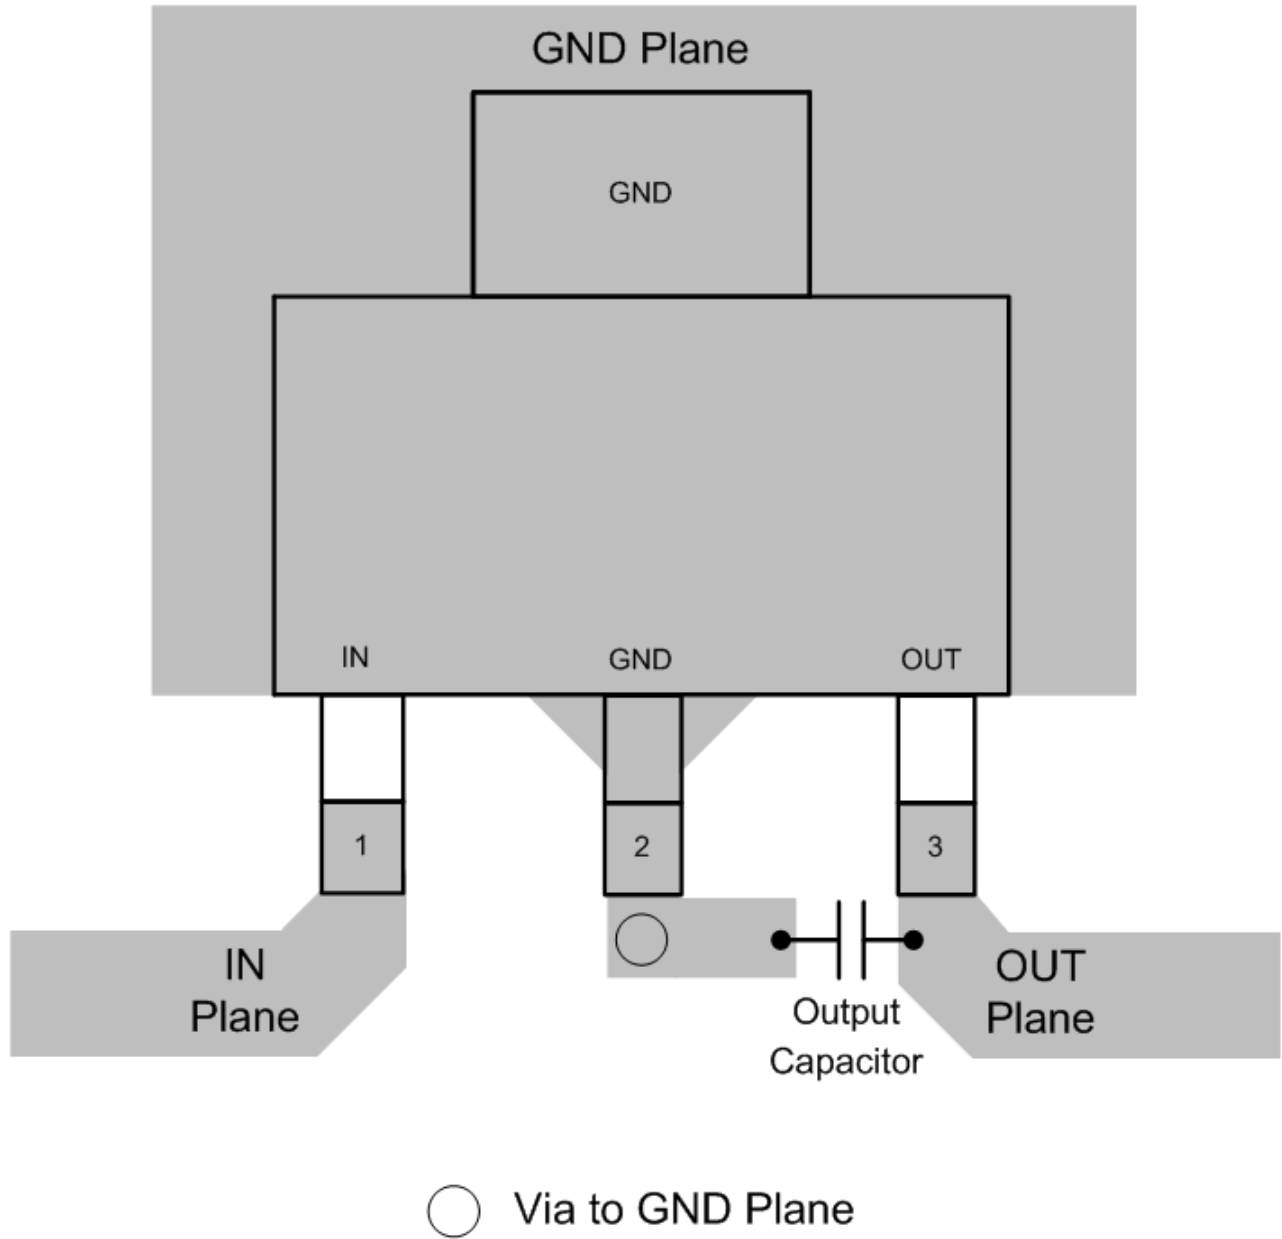 GND Plane
GND
IN
GND
OUT
1
2
3
IN
Plane
OUT
Plane
Output
Capacitor
Via to GND Plane